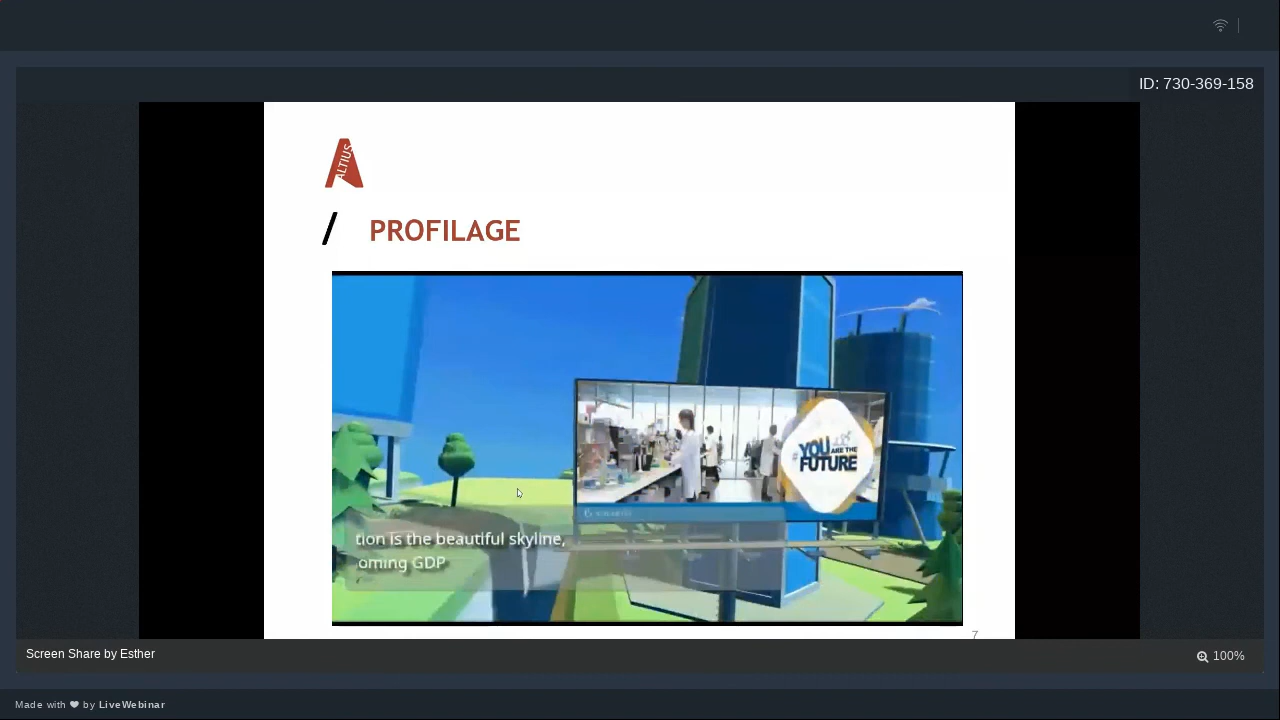 ID: 730-369-158
ALTIUS
/ PROFILAGE
#YOU ARE THE
FUTURE
tion is the beautiful skyline,
oming GDP
7
Screen Share by Esther
100%
Made with ❤ by LiveWebinar